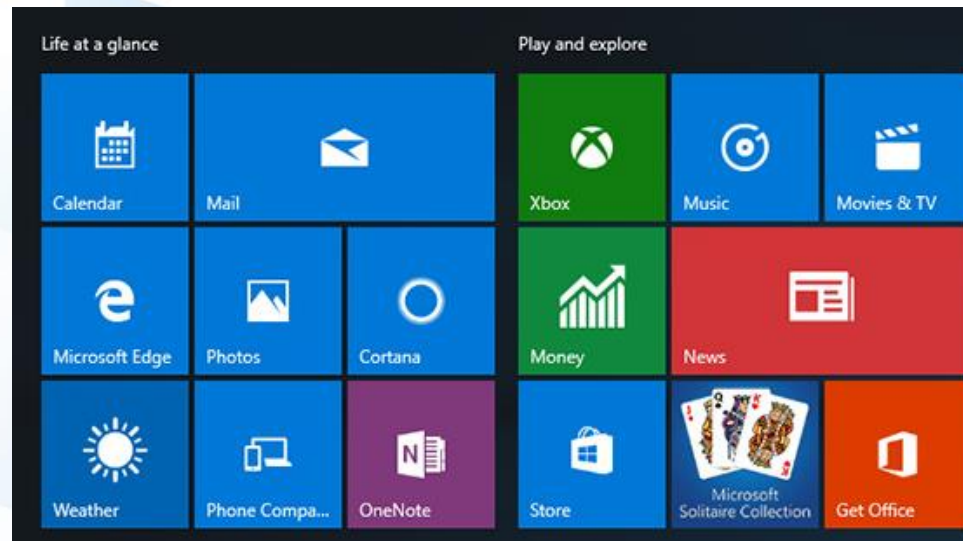 Life at a glance
Calendar
Mail
Microsoft Edge
Photos
Cortana
Weather
Phone Compa...
N
OneNote
Play and explore
Xbox
Music
Movies & TV
Money
News
Store
J Q K K
Microsoft
Solitaire Collection
Get Office